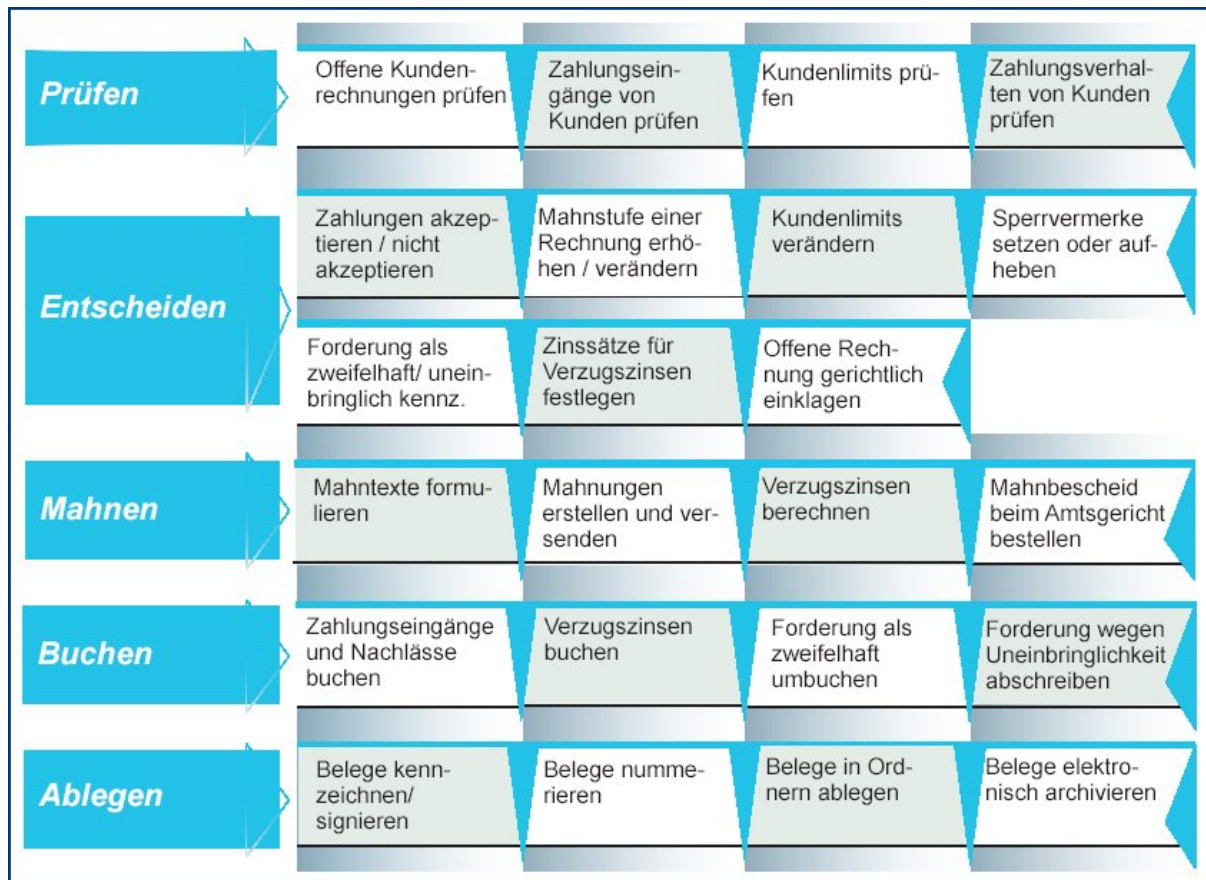 Prüfen
Offene Kunden-
rechnungen prüfen
Zahlungsein-
gänge von
Kunden prüfen
Kundenlimits prü-
fen
Zahlungsverhal-
ten von Kunden
prüfen
Entscheiden
Zahlungen akzep-
tieren / nicht
akzeptieren
Mahnstufe einer
Rechnung erhö-
hen / verändern
Kundenlimits
verändern
Sperrvermerke
setzen oder auf-
heben
Forderung als
zweifelhaft/ unein-
bringlich kennz.
Zinssätze für
Verzugszinsen
festlegen
Offene Rech-
nung gerichtlich
einklagen
Mahnen
Mahntexte formu-
lieren
Mahnungen
erstellen und ver-
senden
Verzugszinsen
berechnen
Mahnbescheid
beim Amtsgericht
bestellen
Buchen
Zahlungseingänge
und Nachlässe
buchen
Verzugszinsen
buchen
Forderung als
zweifelhaft
umbuchen
Forderung wegen
Uneinbringlichkeit
abschreiben
Ablegen
Belege kenn-
zeichnen/
signieren
Belege numme-
rieren
Belege in Ord-
nern ablegen
Belege elektro-
nisch archivieren